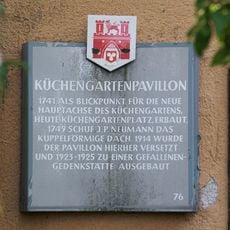 KÜCHENGARTENPAVILLON
1741 ALS BLICKPUNKT FÜR DIE NEUE
HAUPTACHSE DES KÜCHENGARTENS,
HEUTE KÜCHENGARTENPLATZ, ERBAUT.
1749 SCHUF J.P. NEUMANN DAS
KUPPELFÖRMIGE DACH. 1914 WURDE
DER PAVILLON HIERHER VERSETZT
UND 1923-1925 ZU EINER GEFALLENEN-
GEDENKSTÄTTE AUSGEBAUT
76